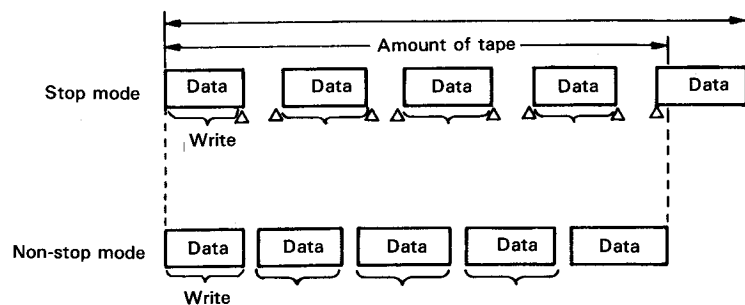 Amount of tape
Stop mode
Data Data Data Data Data
Write
Non-stop mode
Data Data Data Data Data
Write